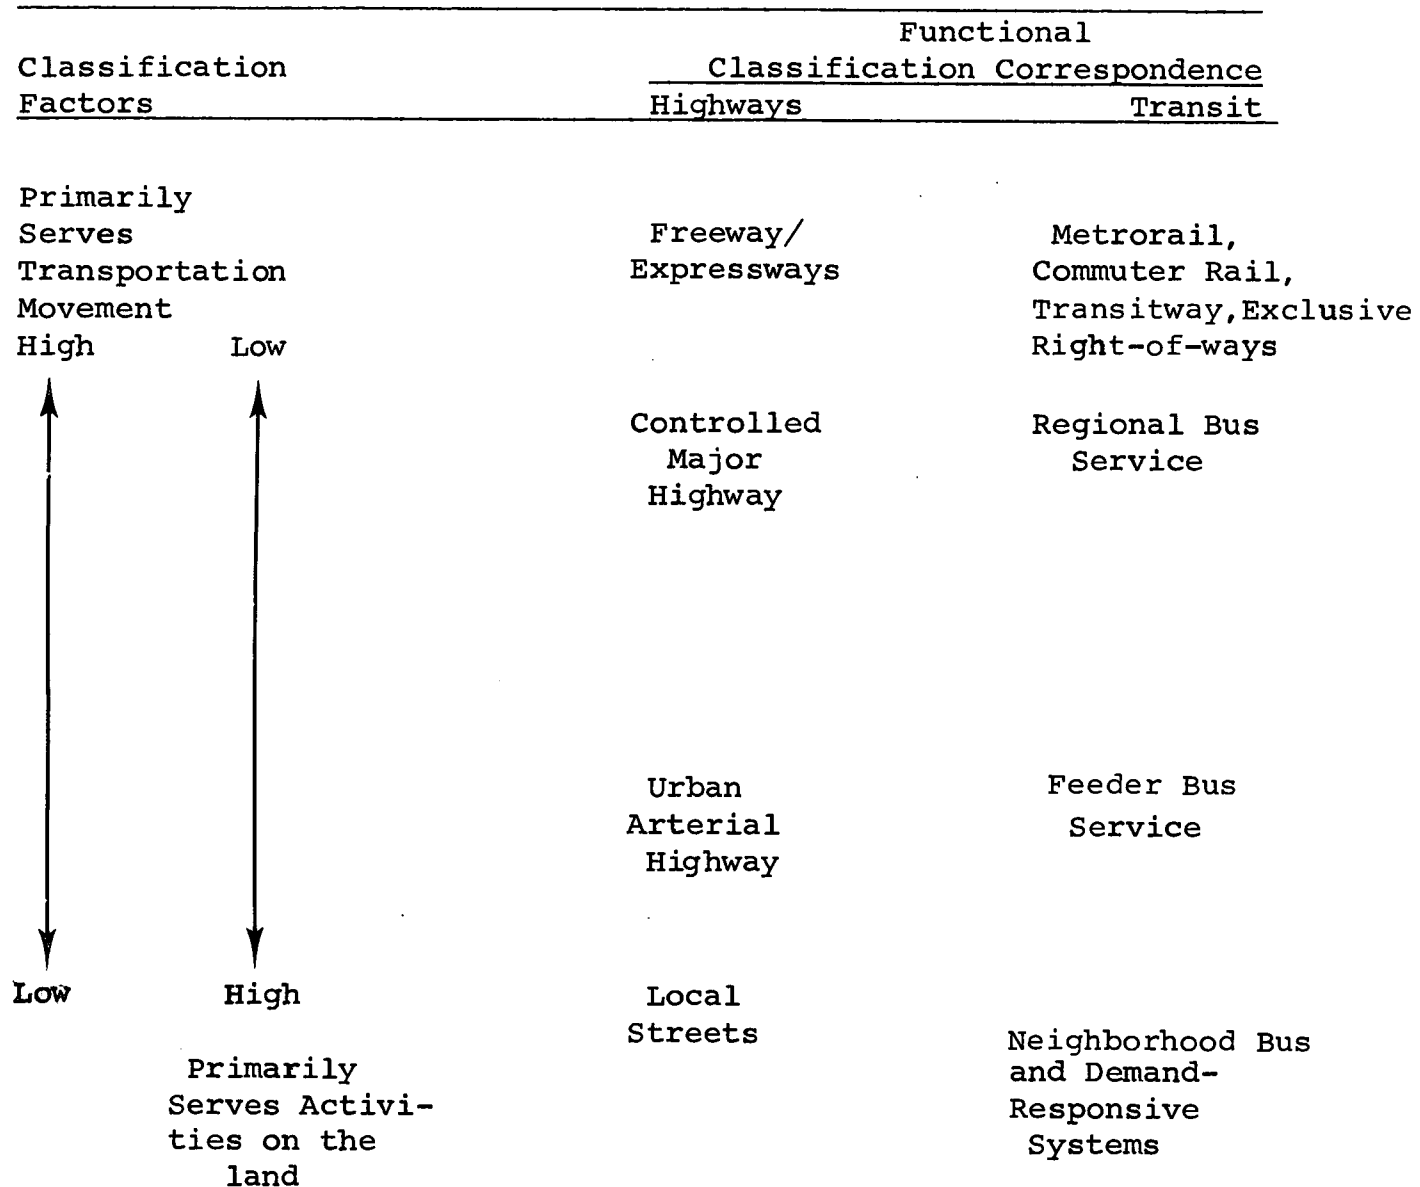 Functional
Classification Classification Correspondence
Factors Highways Transit
Primarily
Serves Freeway/ Metrorail,
Transportation Expressways Commuter Rail,
Movement Transitway,Exclusive
High Low Right-of-ways
Controlled Regional Bus
Major Service
Highway
Urban Feeder Bus
Arterial Service
Highway
Low High Local
Streets Neighborhood Bus
Primarily and Demand-
Serves Activi- Responsive
ties on the Systems
land